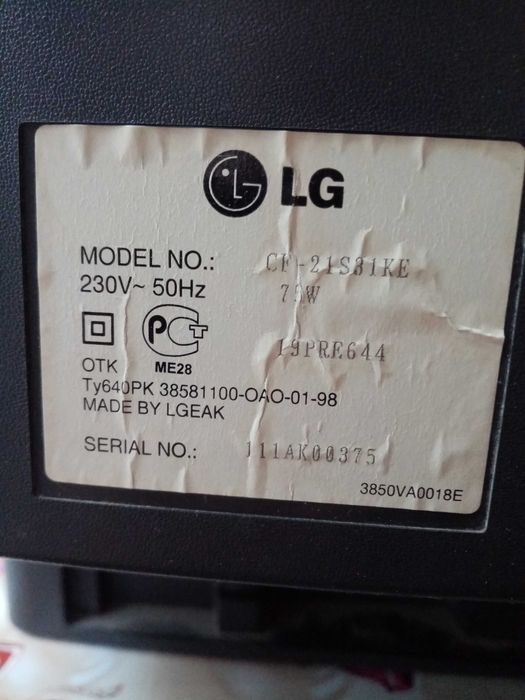 LG
MODEL NO.: CF-21S31KE
230V~ 50Hz
PCT
OTK ME28
Ty640PK 38581100-OAO-01-98
MADE BY LGEAK
19PRE644
SERIAL NO.: 111AK00375
3850VA0018E